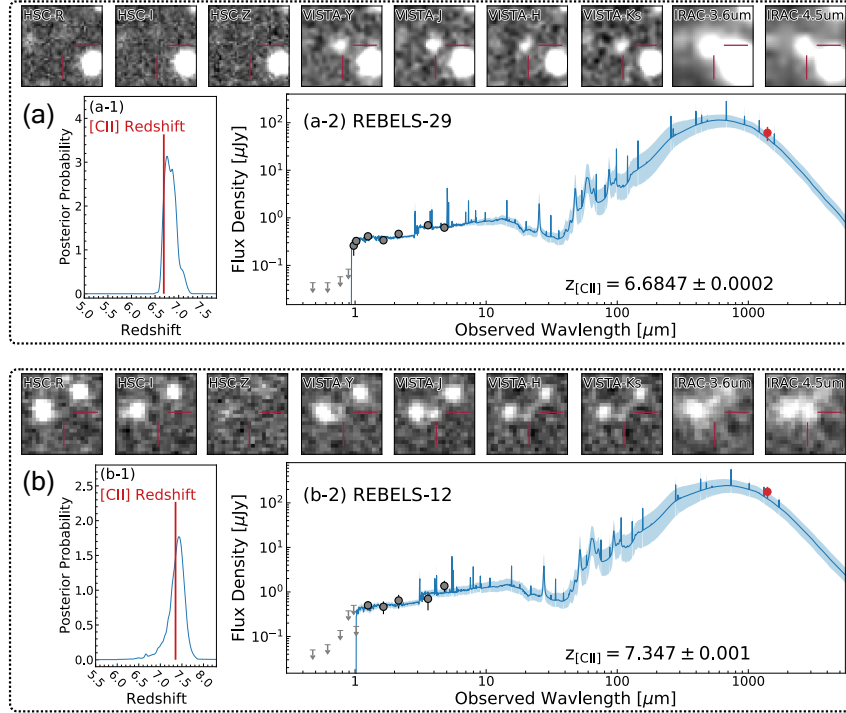 HSC-R HSC-I HSC-Z VISTA-Y VISTA-J VISTA-H VISTA-Ks IRAC-3.6um IRAC-4.5um
(a)
(a-1)
[CII] Redshift
Posterior Probability
4
3
2
1
0
5.0 5.5 6.0 6.5 7.0 7.5
Redshift
(a-2) REBELS-29
Flux Density [μJy]
10²
10¹
10⁰
10⁻¹
z[CII] = 6.6847 ± 0.0002
1 10 100 1000
Observed Wavelength [μm]
HSC-R HSC-I HSC-Z VISTA-Y VISTA-J VISTA-H VISTA-Ks IRAC-3.6um IRAC-4.5um
(b)
(b-1)
[CII] Redshift
Posterior Probability
2.5
2.0
1.5
1.0
0.5
0.0
5.5 6.0 6.5 7.0 7.5 8.0
Redshift
(b-2) REBELS-12
Flux Density [μJy]
10²
10¹
10⁰
10⁻¹
z[CII] = 7.347 ± 0.001
1 10 100 1000
Observed Wavelength [μm]